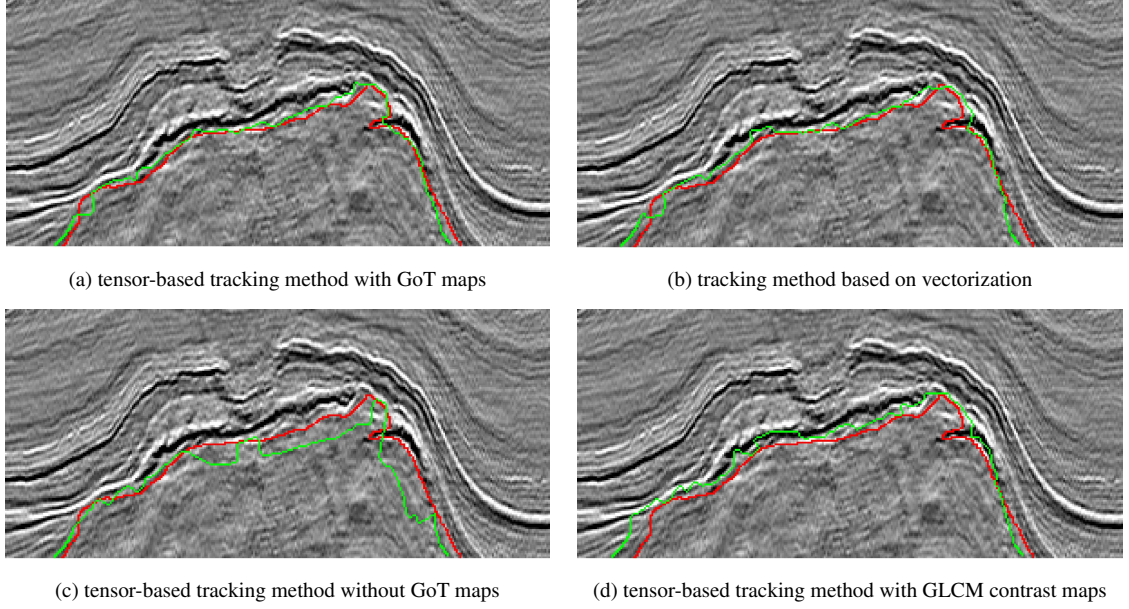 (a) tensor-based tracking method with GoT maps
(b) tracking method based on vectorization
(c) tensor-based tracking method without GoT maps
(d) tensor-based tracking method with GLCM contrast maps